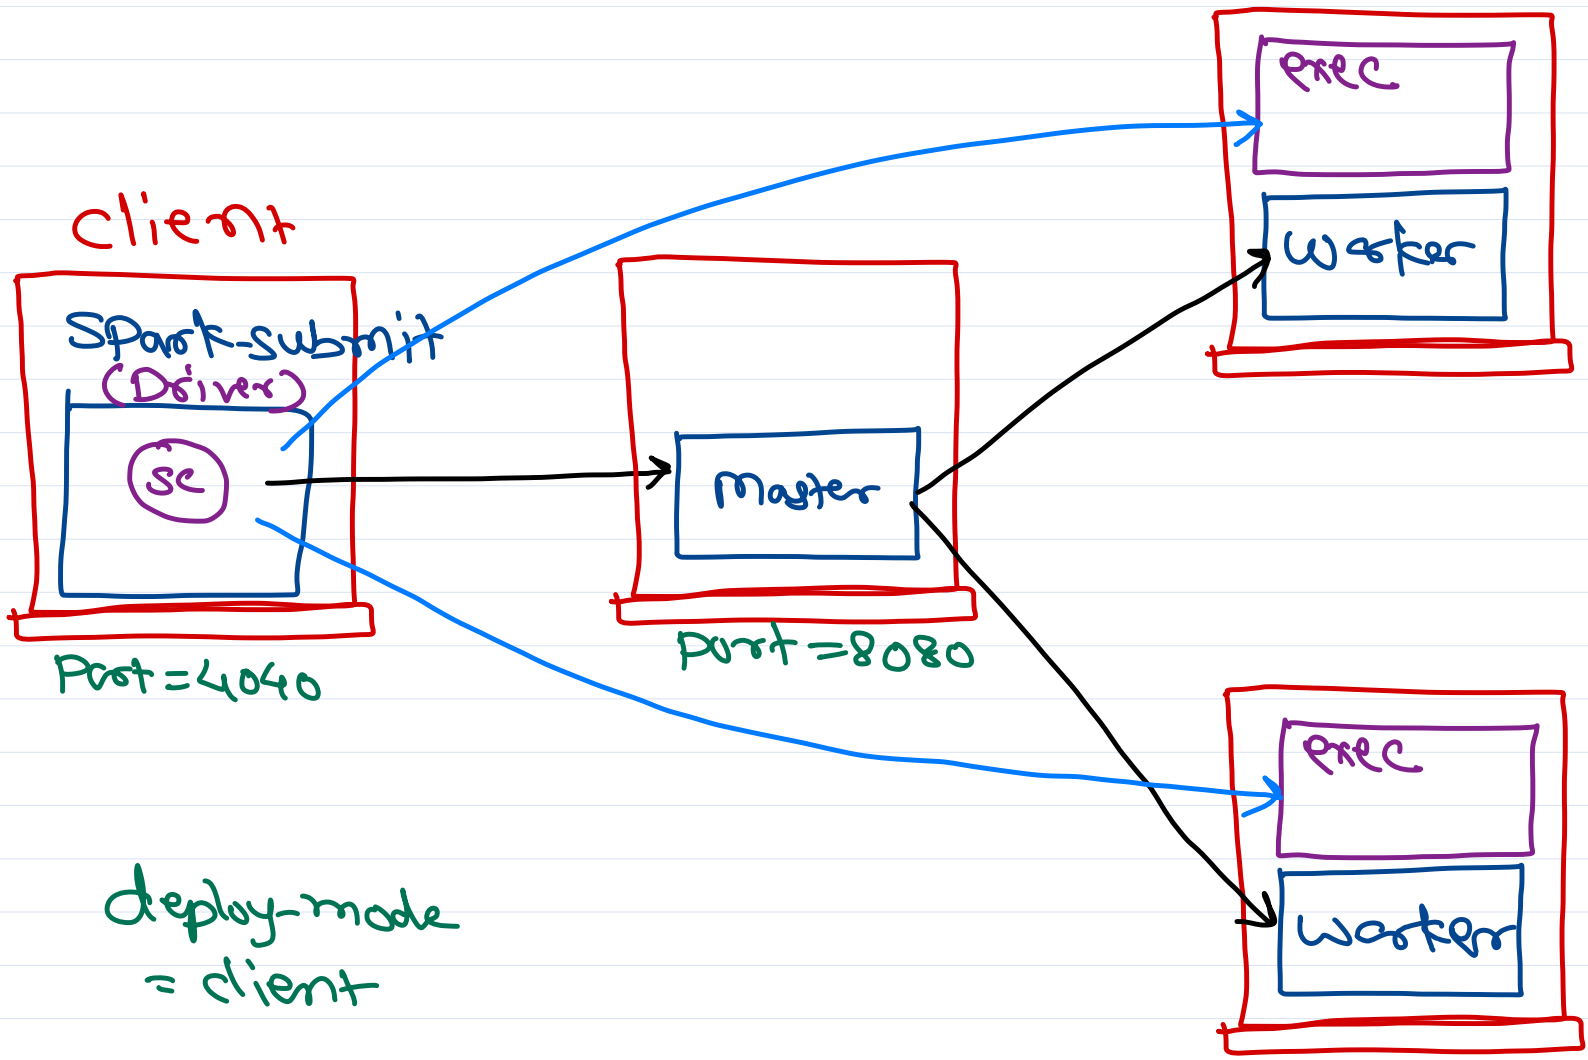 client
Spark-submit
(Driver)
SC
Port=4040
Master
Port=8080
exec
Worker
exec
Worker
deploy-mode
= client